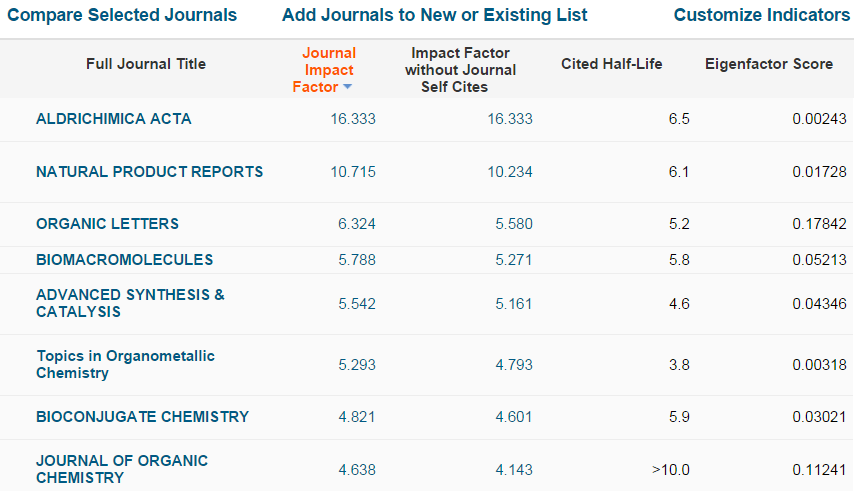 Compare Selected Journals Add Journals to New or Existing List Customize Indicators
Full Journal Title Journal Impact Factor Impact Factor without Journal Self Cites Cited Half-Life Eigenfactor Score
ALDRICHIMICA ACTA 16.333 16.333 6.5 0.00243
NATURAL PRODUCT REPORTS 10.715 10.234 6.1 0.01728
ORGANIC LETTERS 6.324 5.580 5.2 0.17842
BIOMACROMOLECULES 5.788 5.271 5.8 0.05213
ADVANCED SYNTHESIS & CATALYSIS 5.542 5.161 4.6 0.04346
Topics in Organometallic Chemistry 5.293 4.793 3.8 0.00318
BIOCONJUGATE CHEMISTRY 4.821 4.601 5.9 0.03021
JOURNAL OF ORGANIC CHEMISTRY 4.638 4.143 >10.0 0.11241